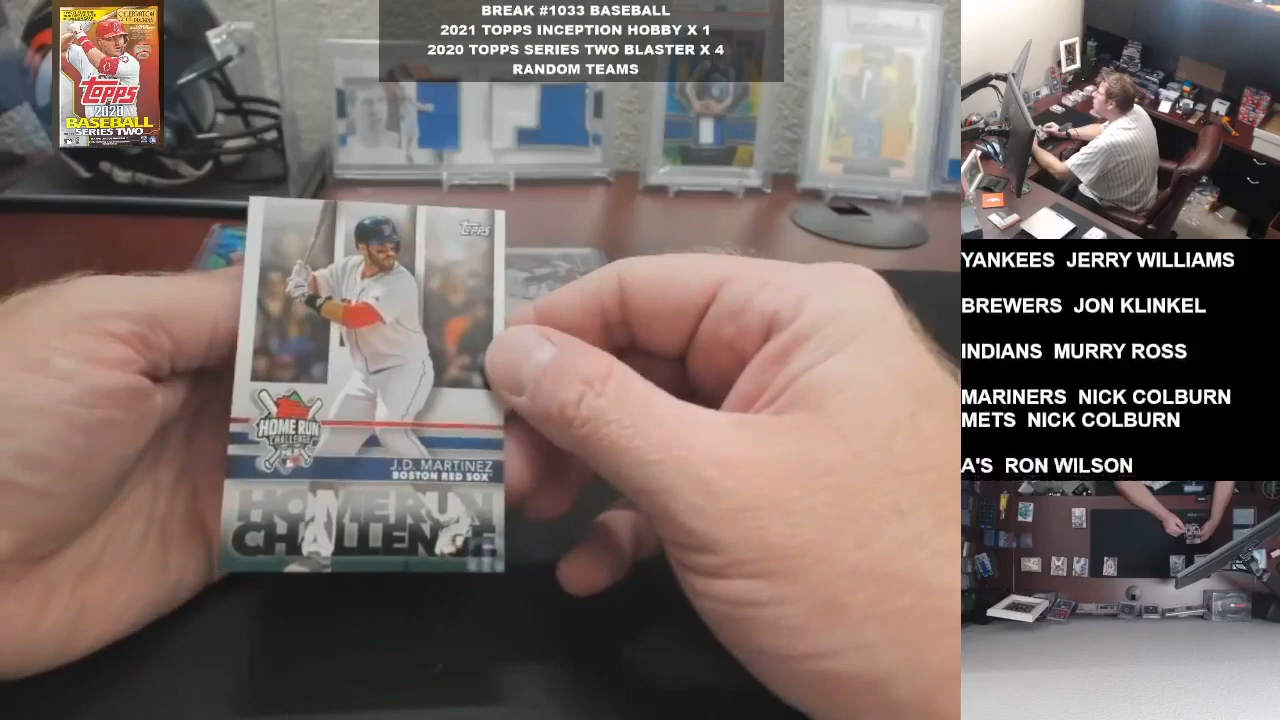 BREAK #1033 BASEBALL
2021 TOPPS INCEPTION HOBBY X 1
2020 TOPPS SERIES TWO BLASTER X 4
RANDOM TEAMS
TOPPS
2020
BASEBALL
SERIES TWO
TOPPS
HOME RUN
CHALLENGE
J.D. MARTINEZ
BOSTON RED SOX
HOME RUN
CHALLENGE
YANKEES JERRY WILLIAMS
BREWERS JON KLINKEL
INDIANS MURRY ROSS
MARINERS NICK COLBURN
METS NICK COLBURN
A'S RON WILSON